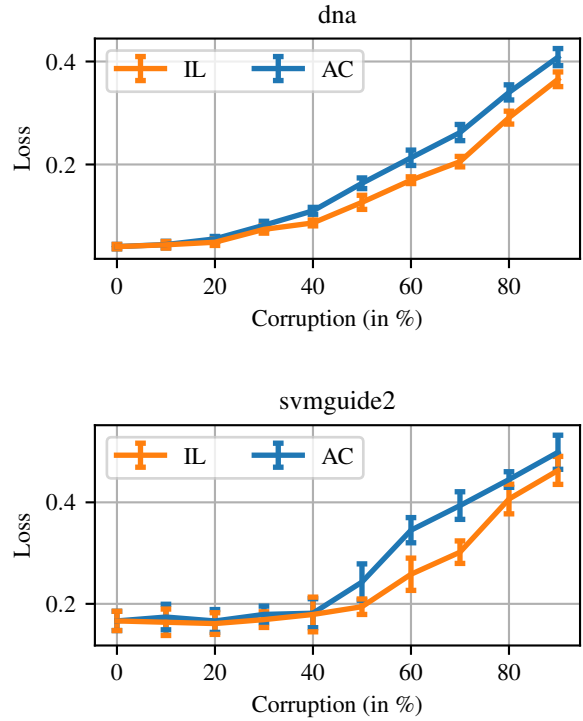 dna
IL AC
0.4
0.2
Loss
0 20 40 60 80
Corruption (in %)
svmguide2
IL AC
0.4
0.2
Loss
0 20 40 60 80
Corruption (in %)